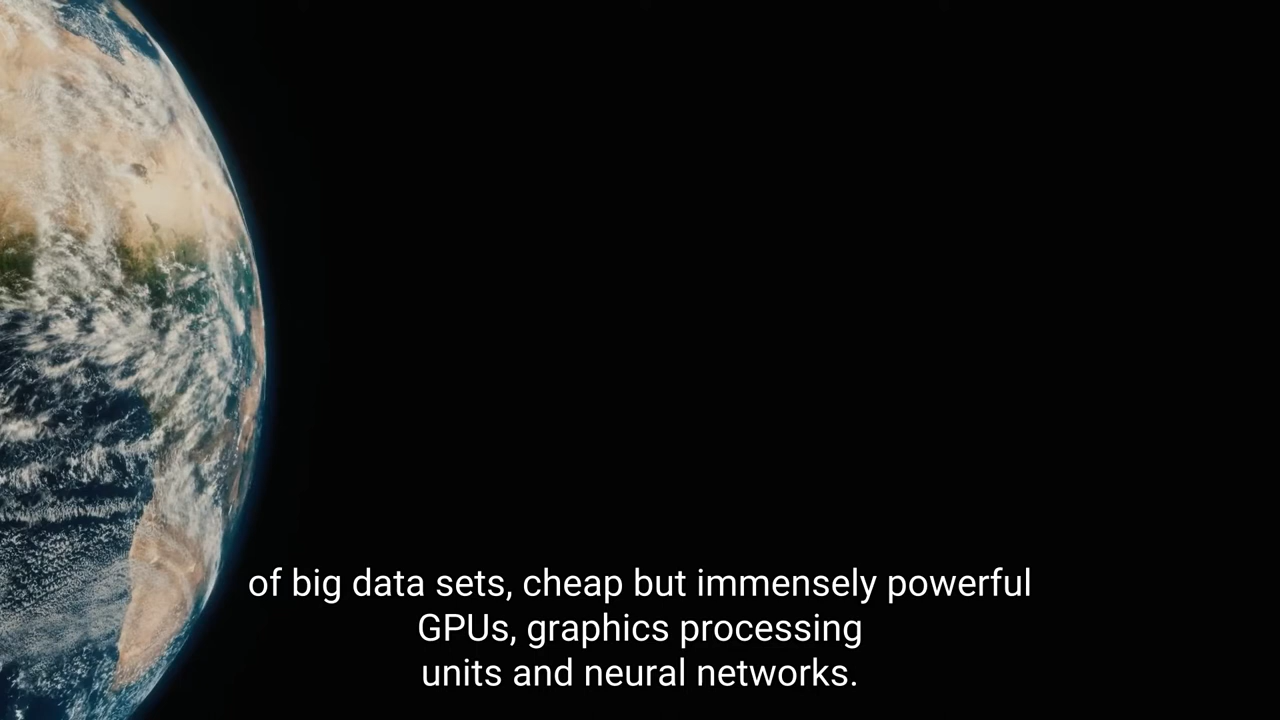 of big data sets, cheap but immensely powerful
GPUs, graphics processing
units and neural networks.